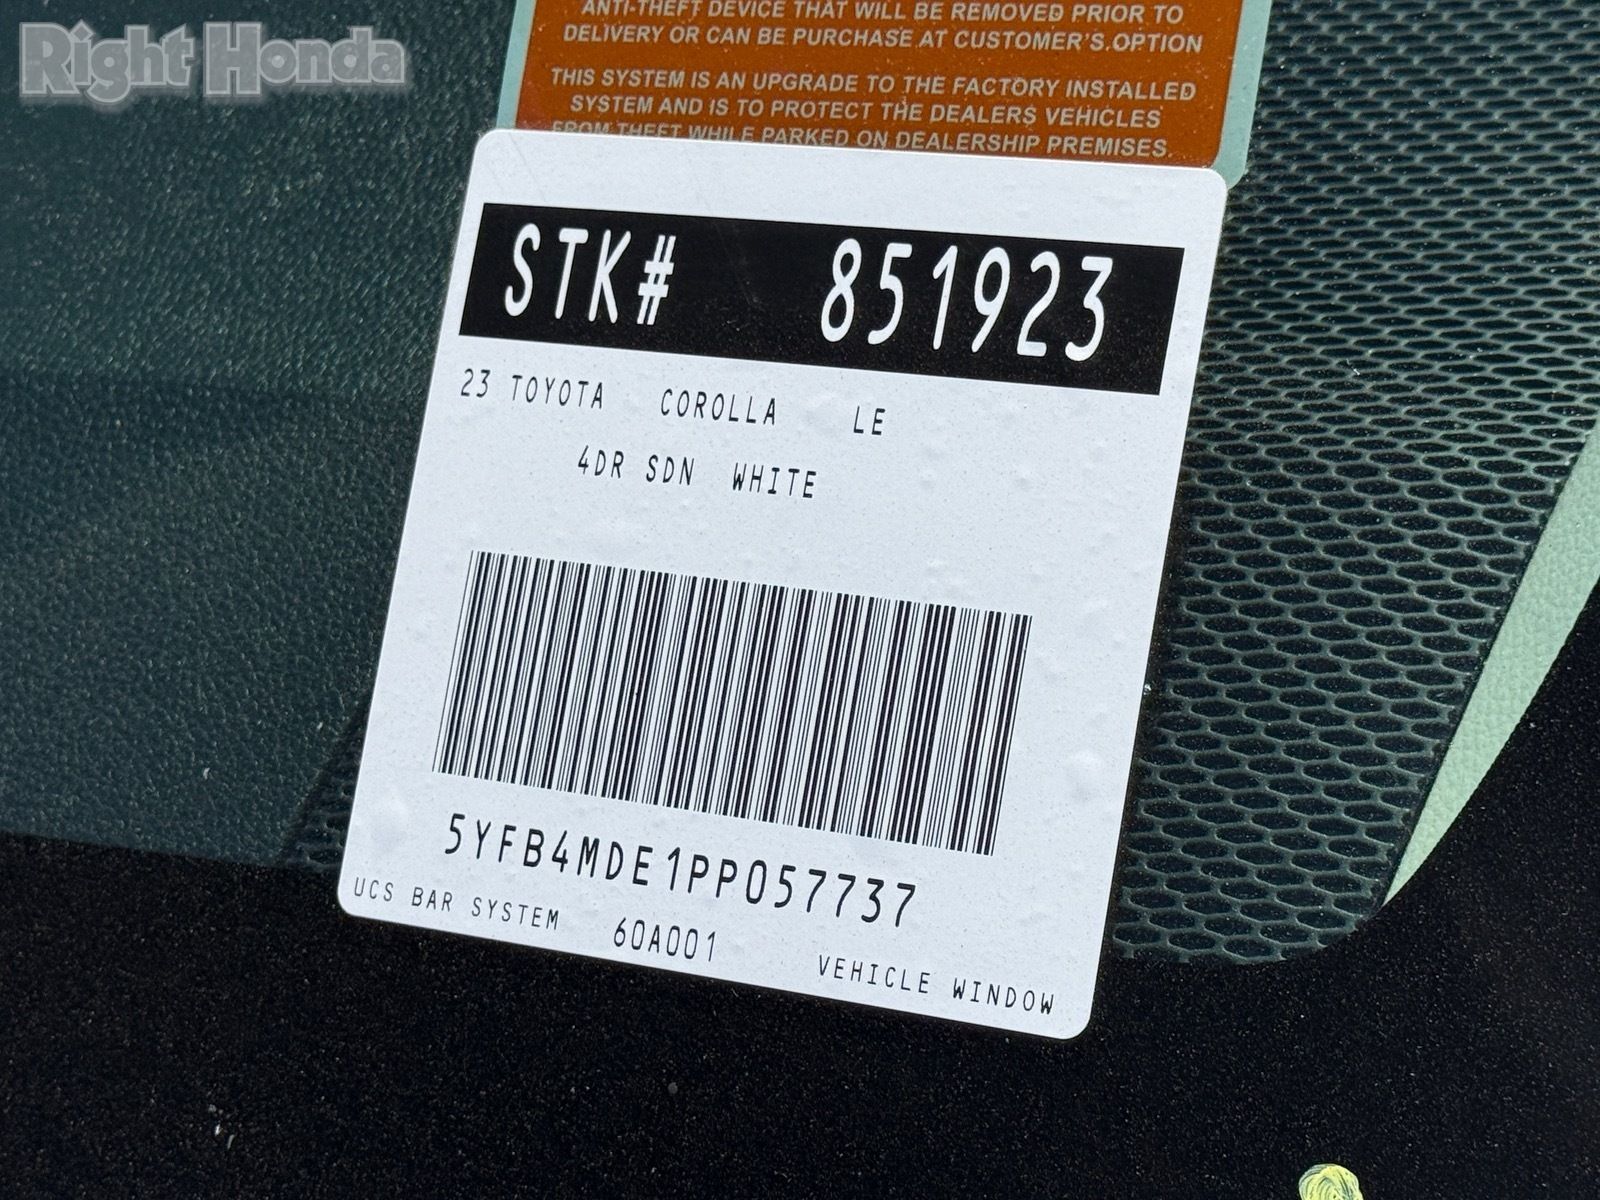 Right Honda
ANTI-THEFT DEVICE THAT WILL BE REMOVED PRIOR TO
DELIVERY OR CAN BE PURCHASE AT CUSTOMER'S.OPTION
THIS SYSTEM IS AN UPGRADE TO THE FACTORY INSTALLED
SYSTEM AND IS TO PROTECT THE DEALERS VEHICLES
FROM THEFT WHILE PARKED ON DEALERSHIP PREMISES.
STK# 851923
23 TOYOTA COROLLA LE
4DR SDN WHITE
5YFB4MDE1PP057737
UCS BAR SYSTEM 60A001 VEHICLE WINDOW